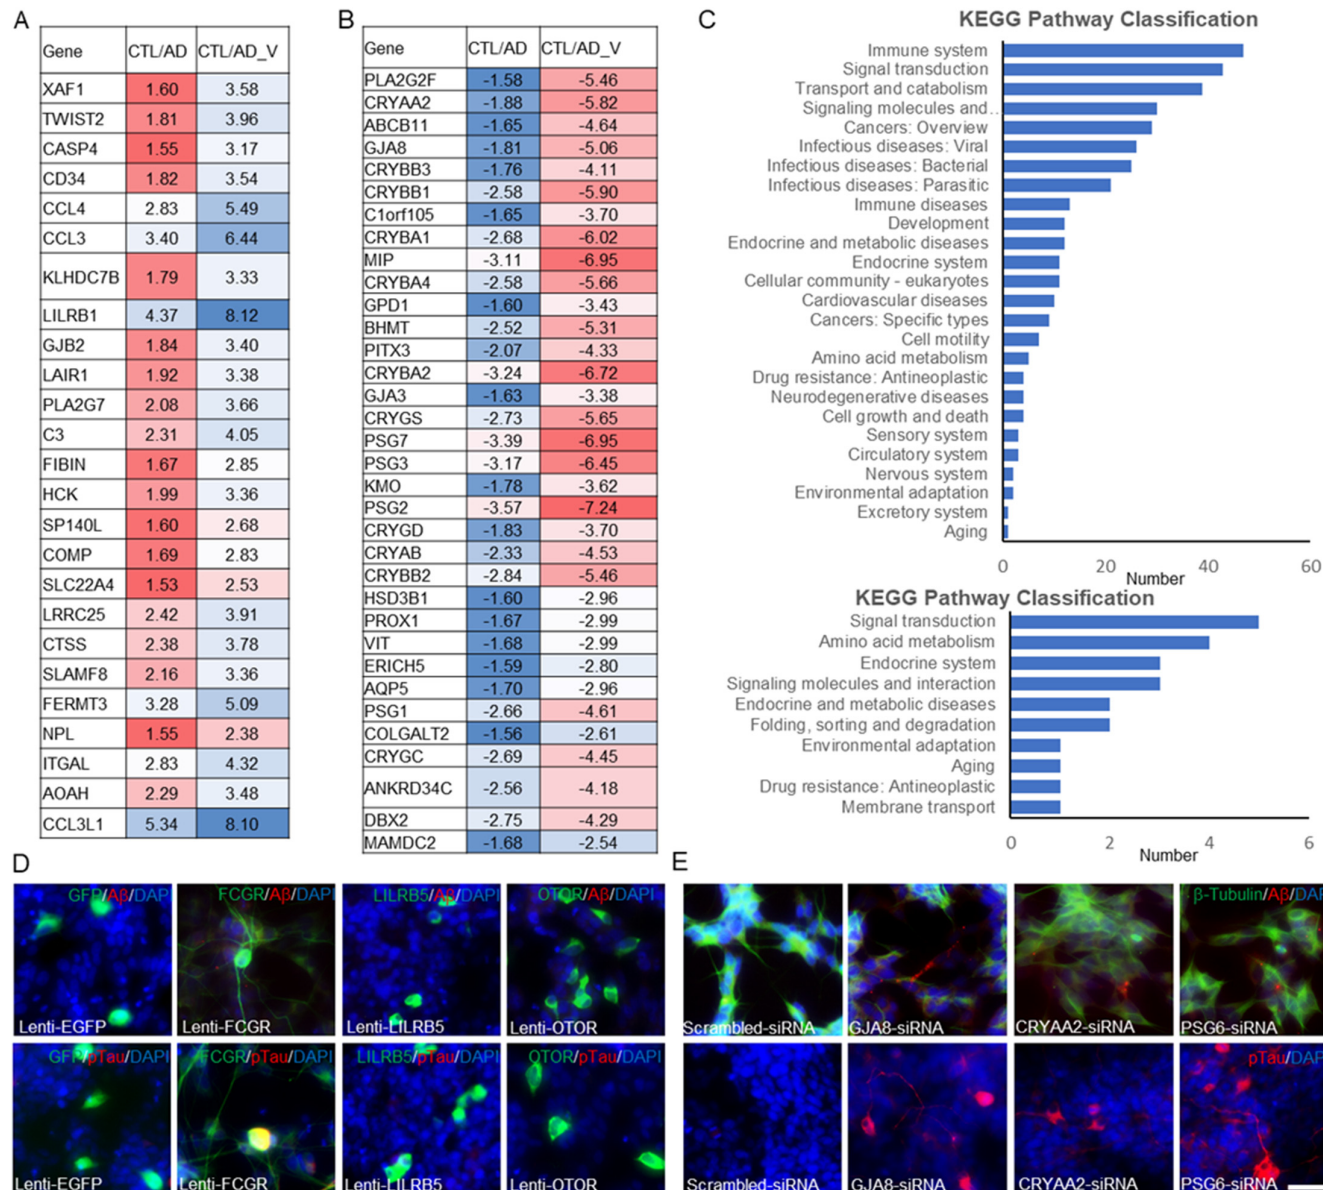 A
Gene CTL/AD CTL/AD_V
XAF1 1.60 3.58
TWIST2 1.81 3.96
CASP4 1.55 3.17
CD34 1.82 3.54
CCL4 2.83 5.49
CCL3 3.40 6.44
KLHDC7B 1.79 3.33
LILRB1 4.37 8.12
GJB2 1.84 3.40
LAIR1 1.92 3.38
PLA2G7 2.08 3.66
C3 2.31 4.05
FIBIN 1.67 2.85
HCK 1.99 3.36
SP140L 1.60 2.68
COMP 1.69 2.83
SLC22A4 1.53 2.53
LRRC25 2.42 3.91
CTSS 2.38 3.78
SLAMF8 2.16 3.36
FERMT3 3.28 5.09
NPL 1.55 2.38
ITGAL 2.83 4.32
AOAH 2.29 3.48
CCL3L1 5.34 8.10
B
Gene CTL/AD CTL/AD_V
PLA2G2F -1.58 -5.46
CRYAA2 -1.88 -5.82
ABCB11 -1.65 -4.64
GJA8 -1.81 -5.06
CRYBB3 -1.76 -4.11
CRYBB1 -2.58 -5.90
C1orf105 -1.65 -3.70
CRYBA1 -2.68 -6.02
MIP -3.11 -6.95
CRYBA4 -2.58 -5.66
GPD1 -1.60 -3.43
BHMT -2.52 -5.31
PITX3 -2.07 -4.33
CRYBA2 -3.24 -6.72
GJA3 -1.63 -3.38
CRYGS -2.73 -5.65
PSG7 -3.39 -6.95
PSG3 -3.17 -6.45
KMO -1.78 -3.62
PSG2 -3.57 -7.24
CRYGD -1.83 -3.70
CRYAB -2.33 -4.53
CRYBB2 -2.84 -5.46
HSD3B1 -1.60 -2.96
PROX1 -1.67 -2.99
VIT -1.68 -2.99
ERICH5 -1.59 -2.80
AQP5 -1.70 -2.96
PSG1 -2.66 -4.61
COLGALT2 -1.56 -2.61
CRYGC -2.69 -4.45
ANKRD34C -2.56 -4.18
DBX2 -2.75 -4.29
MAMDC2 -1.68 -2.54
C
KEGG Pathway Classification
Immune system
Signal transduction
Transport and catabolism
Signaling molecules and..
Cancers: Overview
Infectious diseases: Viral
Infectious diseases: Bacterial
Infectious diseases: Parasitic
Immune diseases
Development
Endocrine and metabolic diseases
Endocrine system
Cellular community - eukaryotes
Cardiovascular diseases
Cancers: Specific types
Cell motility
Amino acid metabolism
Drug resistance: Antineoplastic
Neurodegenerative diseases
Cell growth and death
Sensory system
Circulatory system
Nervous system
Environmental adaptation
Excretory system
Aging
0 20 40 60
Number
KEGG Pathway Classification
Signal transduction
Amino acid metabolism
Endocrine system
Signaling molecules and interaction
Endocrine and metabolic diseases
Folding, sorting and degradation
Environmental adaptation
Aging
Drug resistance: Antineoplastic
Membrane transport
0 2 4 6
Number
D
GFP/Aβ/DAPI FCGR/Aβ/DAPI LILRB5/Aβ/DAPI OTOR/Aβ/DAPI
Lenti-EGFP Lenti-FCGR Lenti-LILRB5 Lenti-OTOR
GFP/pTau/DAPI FCGR/pTau/DAPI LILRB5/pTau/DAPI OTOR/pTau/DAPI
Lenti-EGFP Lenti-FCGR Lenti-LILRB5 Lenti-OTOR
E
β-Tubulin/Aβ/DAP
Scrambled-siRNA GJA8-siRNA CRYAA2-siRNA PSG6-siRNA
pTau/DAP
Scrambled-siRNA GJA8-siRNA CRYAA2-siRNA PSG6-siRNA